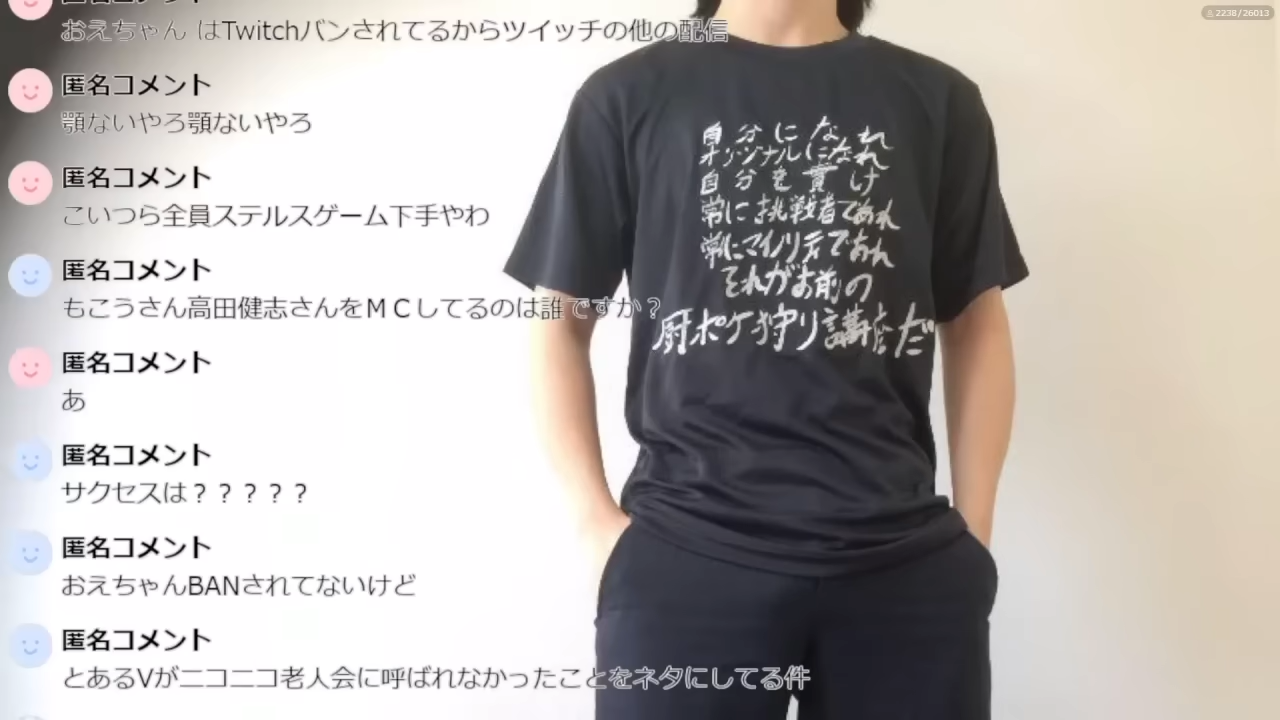 おえちゃん はTwitchバンされてるからツイッチの他の配信
匿名コメント
顎ないやろ顎ないやろ
匿名コメント
こいつら全員ステルスゲーム下手やわ
匿名コメント
もこうさん高田健志さんをＭＣしてるのは誰ですか？
匿名コメント
あ
匿名コメント
サクセスは？？？？？
匿名コメント
おえちゃんBANされてないけど
匿名コメント
とあるVがニコニコ老人会に呼ばれなかったことをネタにしてる件
自分になれ
オリジナルになれ
自分を貫け
常に挑戦者であれ
常にマイノリティであれ
それがお前の
厨ポケ狩り講座だ
2238/26013